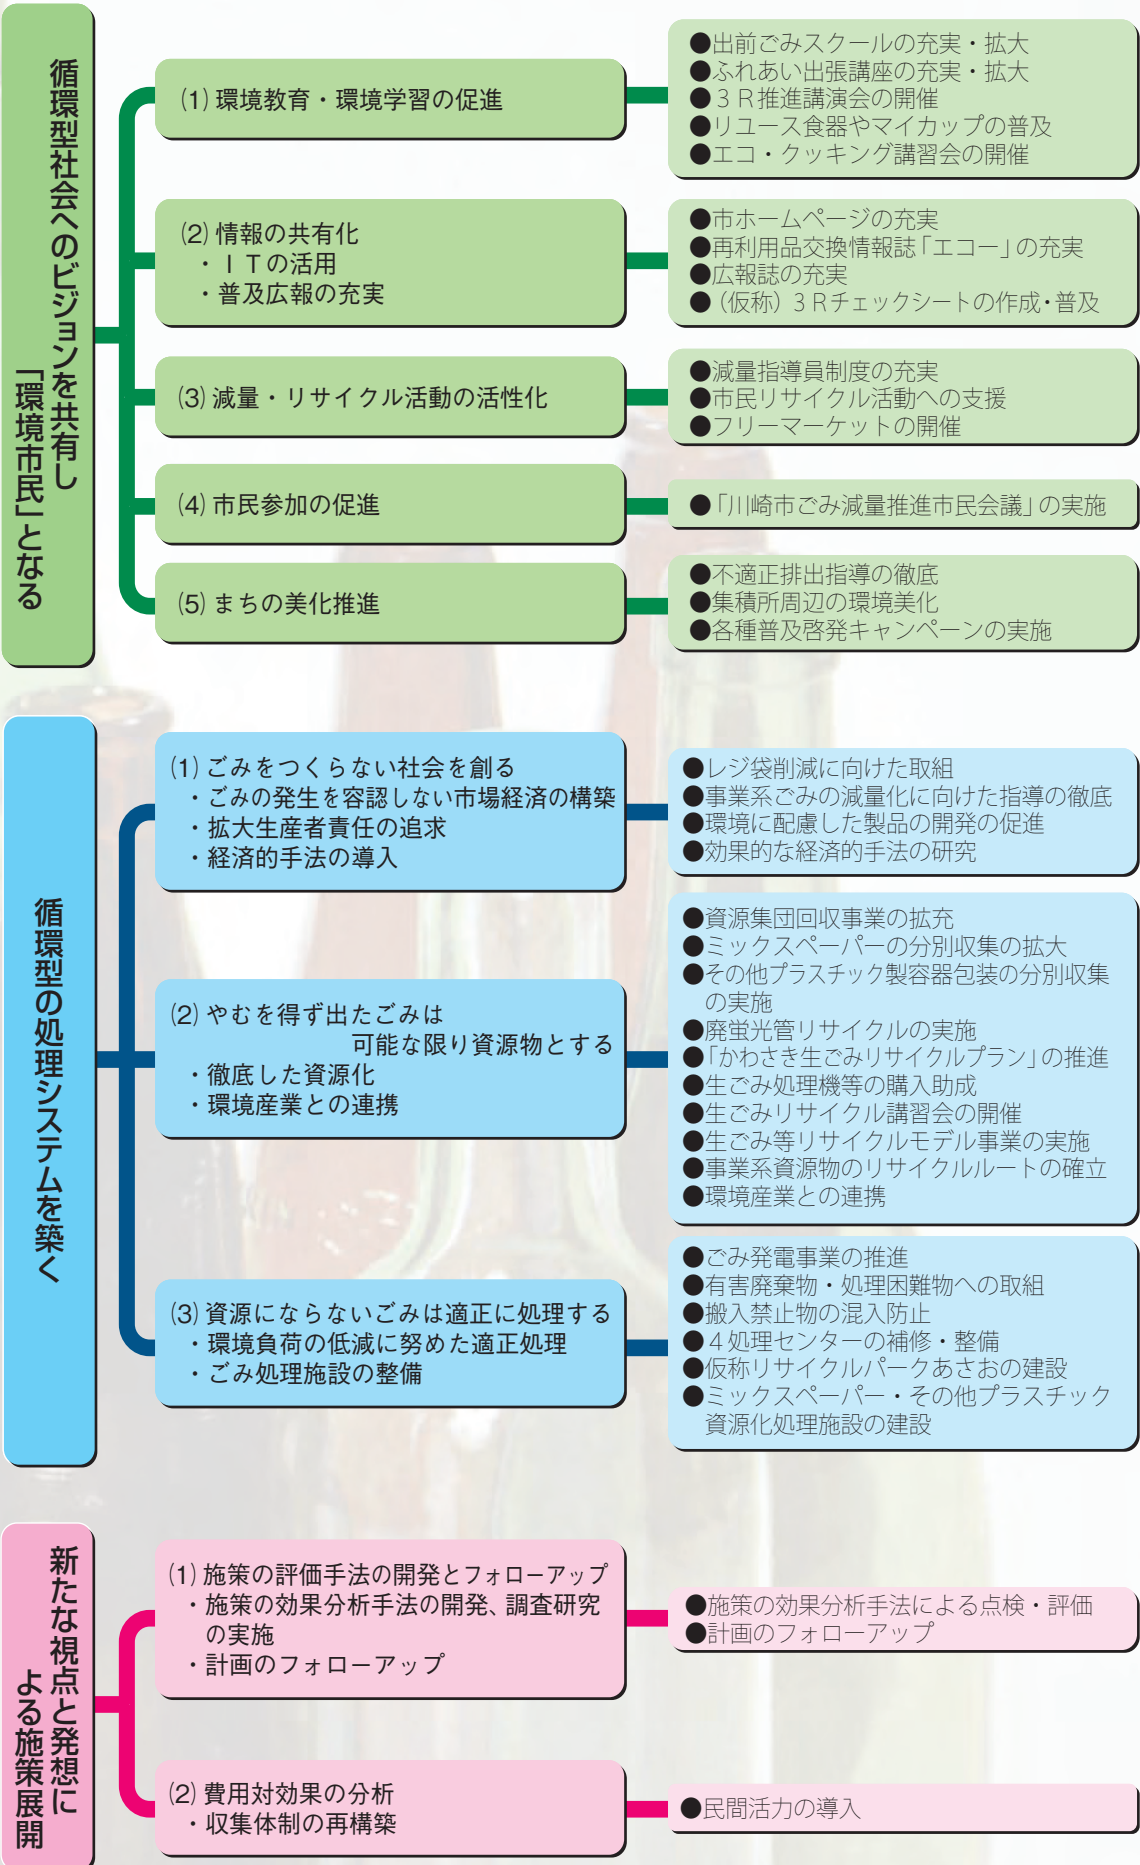 循環型社会へのビジョンを共有し
「環境市民」となる
(1) 環境教育・環境学習の促進
●出前ごみスクールの充実・拡大
●ふれあい出張講座の充実・拡大
●３Ｒ推進講演会の開催
●リユース食器やマイカップの普及
●エコ・クッキング講習会の開催
(2) 情報の共有化
・ＩＴの活用
・普及広報の充実
●市ホームページの充実
●再利用品交換情報誌「エコー」の充実
●広報誌の充実
●（仮称）３Ｒチェックシートの作成・普及
(3) 減量・リサイクル活動の活性化
●減量指導員制度の充実
●市民リサイクル活動への支援
●フリーマーケットの開催
(4) 市民参加の促進
●「川崎市ごみ減量推進市民会議」の実施
(5) まちの美化推進
●不適正排出指導の徹底
●集積所周辺の環境美化
●各種普及啓発キャンペーンの実施
循環型の処理システムを築く
(1) ごみをつくらない社会を創る
・ごみの発生を容認しない市場経済の構築
・拡大生産者責任の追求
・経済的手法の導入
●レジ袋削減に向けた取組
●事業系ごみの減量化に向けた指導の徹底
●環境に配慮した製品の開発の促進
●効果的な経済的手法の研究
(2) やむを得ず出たごみは
可能な限り資源物とする
・徹底した資源化
・環境産業との連携
●資源集団回収事業の拡充
●ミックスペーパーの分別収集の拡大
●その他プラスチック製容器包装の分別収集
の実施
●廃蛍光管リサイクルの実施
●「かわさき生ごみリサイクルプラン」の推進
●生ごみ処理機等の購入助成
●生ごみリサイクル講習会の開催
●生ごみ等リサイクルモデル事業の実施
●事業系資源物のリサイクルルートの確立
●環境産業との連携
(3) 資源にならないごみは適正に処理する
・環境負荷の低減に努めた適正処理
・ごみ処理施設の整備
●ごみ発電事業の推進
●有害廃棄物・処理困難物への取組
●搬入禁止物の混入防止
●４処理センターの補修・整備
●仮称リサイクルパークあさおの建設
●ミックスペーパー・その他プラスチック
資源化処理施設の建設
新たな視点と発想に
よる施策展開
(1) 施策の評価手法の開発とフォローアップ
・施策の効果分析手法の開発、調査研究
の実施
・計画のフォローアップ
●施策の効果分析手法による点検・評価
●計画のフォローアップ
(2) 費用対効果の分析
・収集体制の再構築
●民間活力の導入